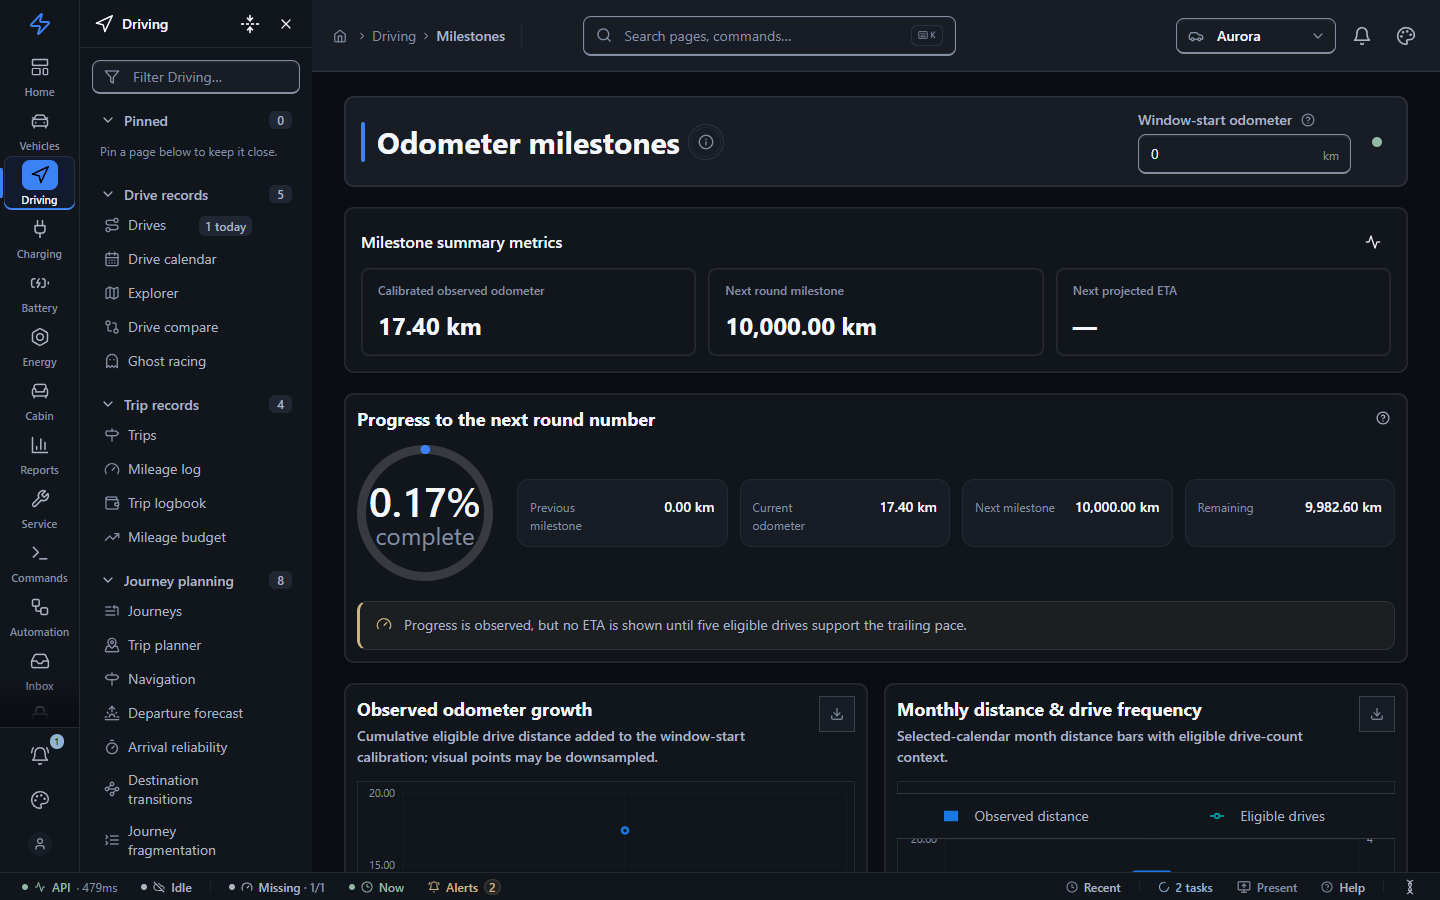 Driving
Driving
Milestones
Search pages, commands...
K
Aurora
Home
Vehicles
Driving
Charging
Battery
Energy
Cabin
Reports
Service
Commands
Automation
Inbox
1
Filter Driving...
Pinned 0
Pin a page below to keep it close.
Drive records 5
Drives 1 today
Drive calendar
Explorer
Drive compare
Ghost racing
Trip records 4
Trips
Mileage log
Trip logbook
Mileage budget
Journey planning 8
Journeys
Trip planner
Navigation
Departure forecast
Arrival reliability
Destination
transitions
Journey
fragmentation
Odometer milestones
Window-start odometer
0 km
Milestone summary metrics
Calibrated observed odometer
17.40 km
Next round milestone
10,000.00 km
Next projected ETA
—
Progress to the next round number
0.17%
complete
Previous
milestone
0.00 km
Current
odometer
17.40 km
Next milestone 10,000.00 km
Remaining 9,982.60 km
Progress is observed, but no ETA is shown until five eligible drives support the trailing pace.
Observed odometer growth
Cumulative eligible drive distance added to the window-start
calibration; visual points may be downsampled.
20.00
15.00
Monthly distance & drive frequency
Selected-calendar month distance bars with eligible drive-count
context.
Observed distance
Eligible drives
20.00
4
API · 479ms
Idle
Missing · 1/1
Now
Alerts 2
Recent
2 tasks
Present
Help